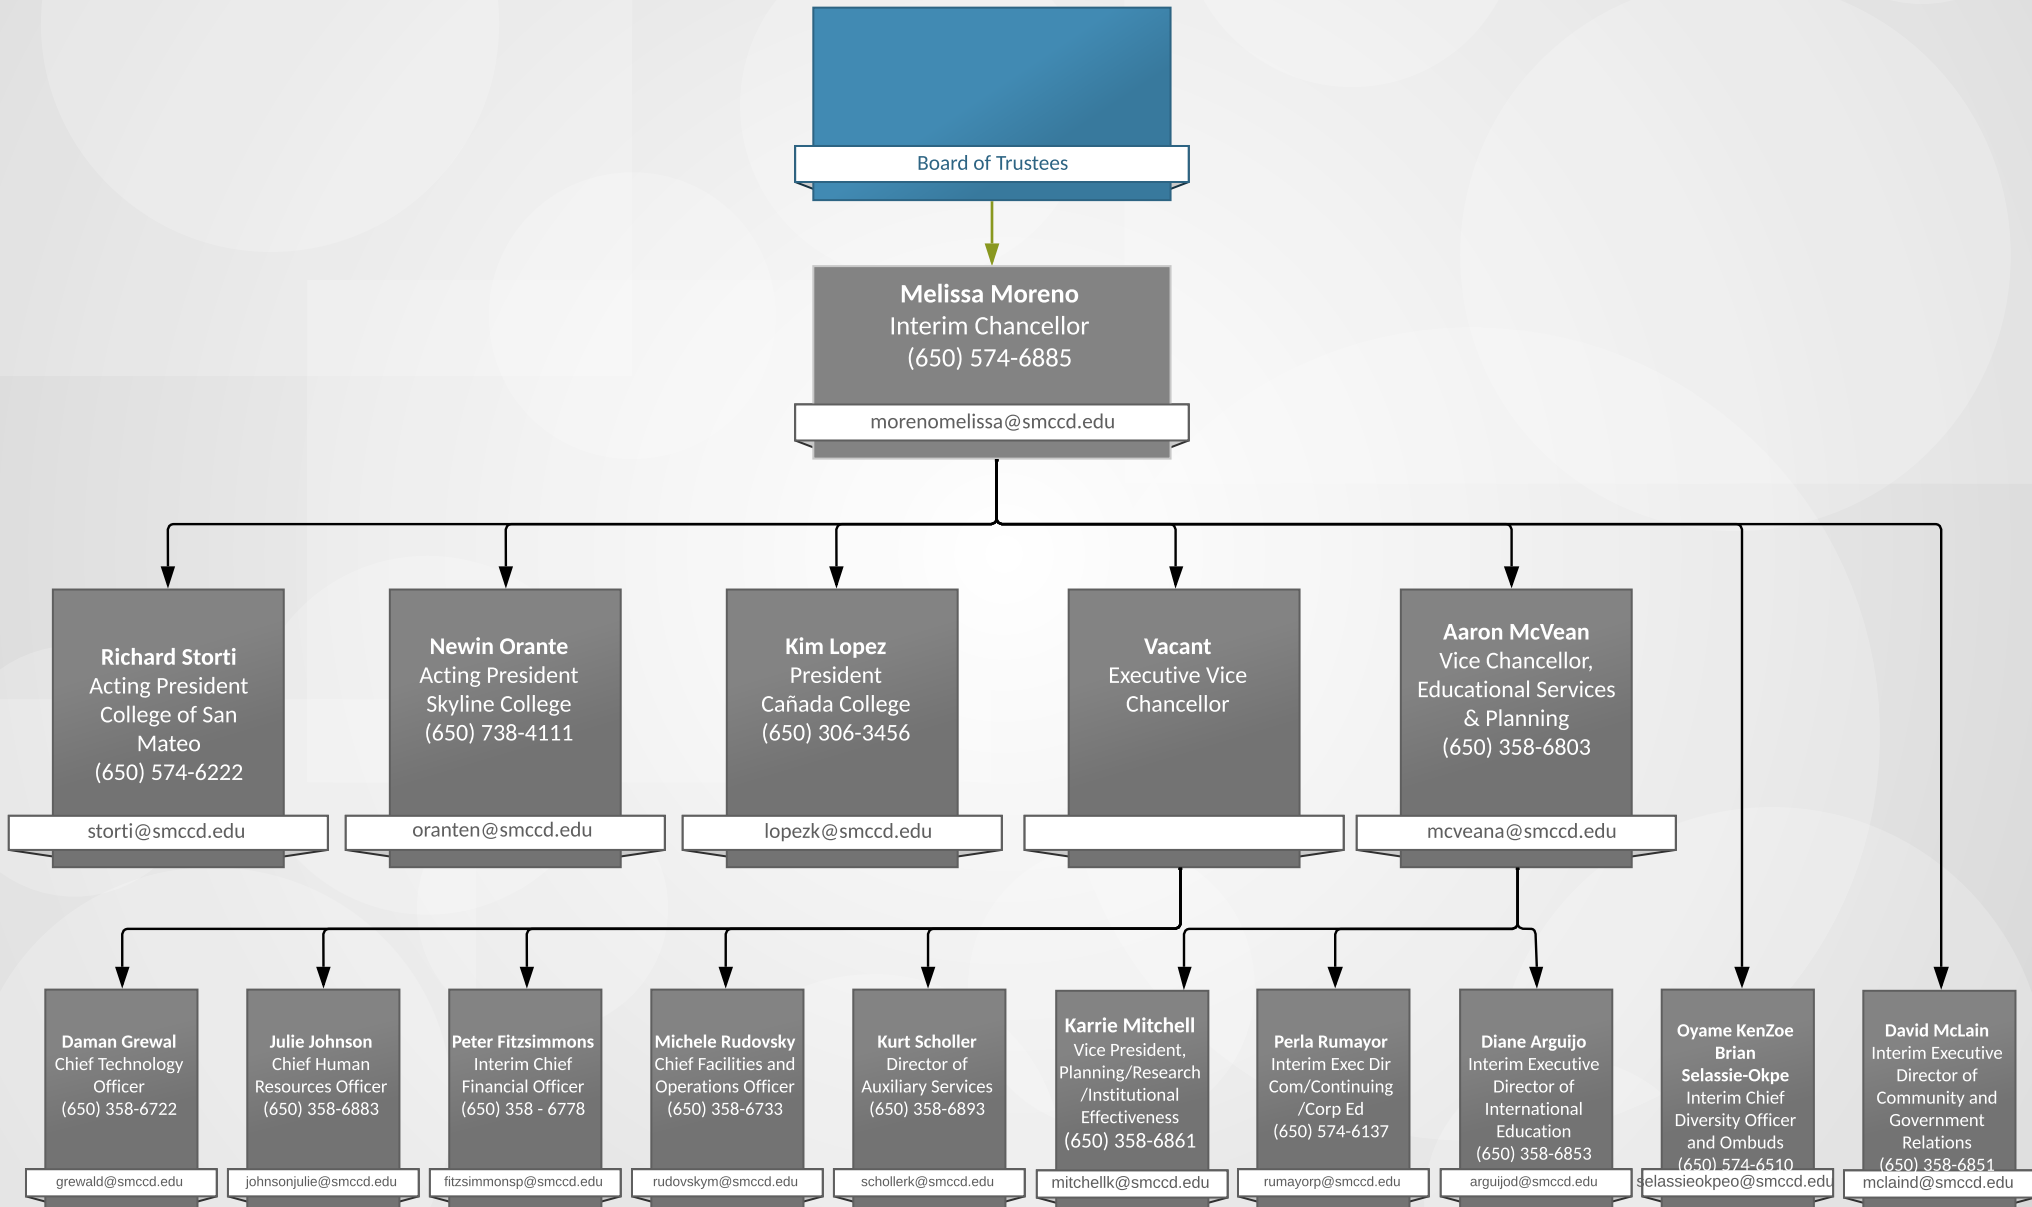 Board of Trustees
Melissa Moreno
Interim Chancellor
(650) 574-6885
morenomelissa@smccd.edu
Richard Storti
Acting President
College of San
Mateo
(650) 574-6222
storti@smccd.edu
Newin Orante
Acting President
Skyline College
(650) 738-4111
oranten@smccd.edu
Kim Lopez
President
Cañada College
(650) 306-3456
lopezk@smccd.edu
Vacant
Executive Vice
Chancellor
Aaron McVean
Vice Chancellor,
Educational Services
& Planning
(650) 358-6803
mcveana@smccd.edu
Daman Grewal
Chief Technology
Officer
(650) 358-6722
grewald@smccd.edu
Julie Johnson
Chief Human
Resources Officer
(650) 358-6883
johnsonjulie@smccd.edu
Peter Fitzsimmons
Interim Chief
Financial Officer
(650) 358 - 6778
fitzsimmonsp@smccd.edu
Michele Rudovsky
Chief Facilities and
Operations Officer
(650) 358-6733
rudovskym@smccd.edu
Kurt Scholler
Director of
Auxiliary Services
(650) 358-6893
schollerk@smccd.edu
Karrie Mitchell
Vice President,
Planning/Research
/Institutional
Effectiveness
(650) 358-6861
mitchellk@smccd.edu
Perla Rumayor
Interim Exec Dir
Com/Continuing
/Corp Ed
(650) 574-6137
rumayorp@smccd.edu
Diane Arguijo
Interim Executive
Director of
International
Education
(650) 358-6853
arguijod@smccd.edu
Oyame KenZoe
Brian
Selassie-Okpe
Interim Chief
Diversity Officer
and Ombuds
(650) 574-6510
selassieokpeo@smccd.edu
David McLain
Interim Executive
Director of
Community and
Government
Relations
(650) 358-6851
mclaind@smccd.edu